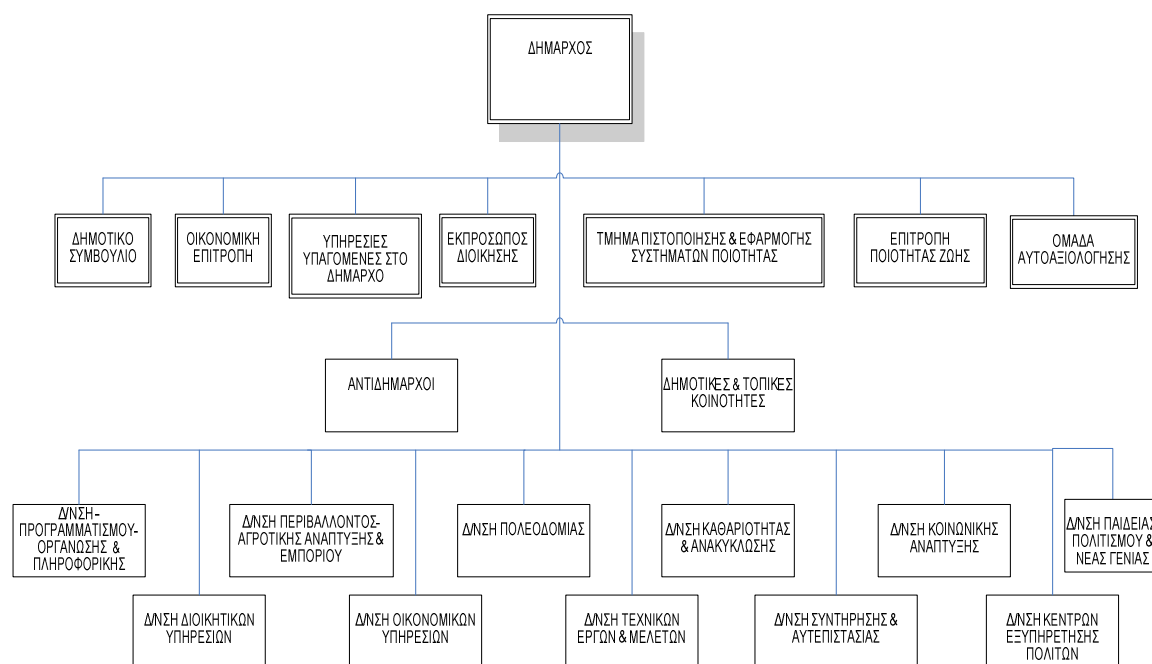 ΔΗΜΑΡΧΟΣ
ΔΗΜΟΤΙΚΟ
ΣΥΜΒΟΥΛΙΟ
ΟΙΚΟΝΟΜΙΚΗ
ΕΠΙΤΡΟΠΗ
ΥΠΗΡΕΣΙΕΣ
ΥΠΑΓΟΜΕΝΕΣ ΣΤΟ
ΔΗΜΑΡΧΟ
ΕΚΠΡΟΣΩΠΟΣ
ΔΙΟΙΚΗΣΗΣ
ΤΜΗΜΑ ΠΙΣΤΟΠΟΙΗΣΗΣ & ΕΦΑΡΜΟΓΗΣ
ΣΥΣΤΗΜΑΤΩΝ ΠΟΙΟΤΗΤΑΣ
ΕΠΙΤΡΟΠΗ
ΠΟΙΟΤΗΤΑΣ ΖΩΗΣ
ΟΜΑΔΑ
ΑΥΤΟΑΞΙΟΛΟΓΗΣΗΣ
ΑΝΤΙΔΗΜΑΡΧΟΙ
ΔΗΜΟΤΙΚΕΣ & ΤΟΠΙΚΕΣ
ΚΟΙΝΟΤΗΤΕΣ
Δ/ΝΣΗ –
ΠΡΟΓΡΑΜΜΑΤΙΣΜΟΥ-
ΟΡΓΑΝΩΣΗΣ &
ΠΛΗΡΟΦΟΡΙΚΗΣ
Δ/ΝΣΗ ΠΕΡΙΒΑΛΛΟΝΤΟΣ-
ΑΓΡΟΤΙΚΗΣ ΑΝΑΠΤΥΞΗΣ &
ΕΜΠΟΡΙΟΥ
Δ/ΝΣΗ ΠΟΛΕΟΔΟΜΙΑΣ
Δ/ΝΣΗ ΚΑΘΑΡΙΟΤΗΤΑΣ
& ΑΝΑΚΥΚΛΩΣΗΣ
Δ/ΝΣΗ ΚΟΙΝΩΝΙΚΗΣ
ΑΝΑΠΤΥΞΗΣ
Δ/ΝΣΗ ΠΑΙΔΕΙΑΣ
ΠΟΛΙΤΙΣΜΟΥ &
ΝΕΑΣ ΓΕΝΙΑΣ
Δ/ΝΣΗ ΔΙΟΙΚΗΤΙΚΩΝ
ΥΠΗΡΕΣΙΩΝ
Δ/ΝΣΗ ΟΙΚΟΝΟΜΙΚΩΝ
ΥΠΗΡΕΣΙΩΝ
Δ/ΝΣΗ ΤΕΧΝΙΚΩΝ
ΕΡΓΩΝ & ΜΕΛΕΤΩΝ
Δ/ΝΣΗ ΣΥΝΤΗΡΗΣΗΣ &
ΑΥΤΕΠΙΣΤΑΣΙΑΣ
Δ/ΝΣΗ ΚΕΝΤΡΩΝ
ΕΞΥΠΗΡΕΤΗΣΗΣ
ΠΟΛΙΤΩΝ